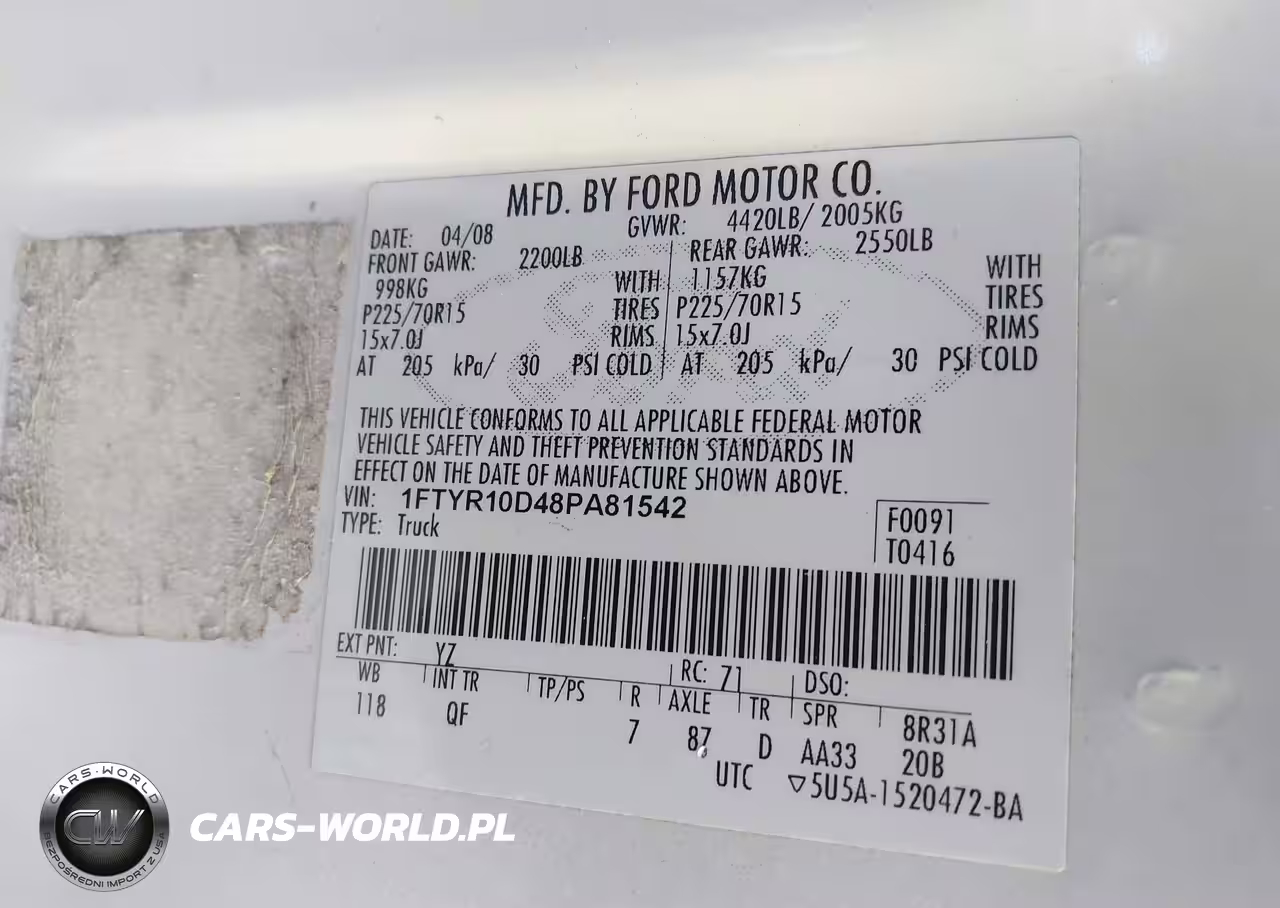 MFD. BY FORD MOTOR CO.
DATE: 04/08 GVWR: 4420LB/ 2005KG
FRONT GAWR: 2200LB REAR GAWR: 2550LB
998KG WITH 1157KG WITH
P225/70R15 TIRES P225/70R15 TIRES
15x7.0J RIMS 15x7.0J RIMS
AT 205 kPa/ 30 PSI COLD AT 205 kPa/ 30 PSI COLD
THIS VEHICLE CONFORMS TO ALL APPLICABLE FEDERAL MOTOR
VEHICLE SAFETY AND THEFT PREVENTION STANDARDS IN
EFFECT ON THE DATE OF MANUFACTURE SHOWN ABOVE.
VIN: 1FTYR10D48PA81542 F0091
TYPE: Truck T0416
EXT PNT: YZ RC: 71 DSO:
WB INT TR TP/PS R AXLE TR SPR 8R31A
118 QF 7 87 D AA33 20B
UTC ▽5U5A-1520472-BA
CARS-WORLD
CW
BEZPOŚREDNI IMPORT Z USA
CARS-WORLD.PL